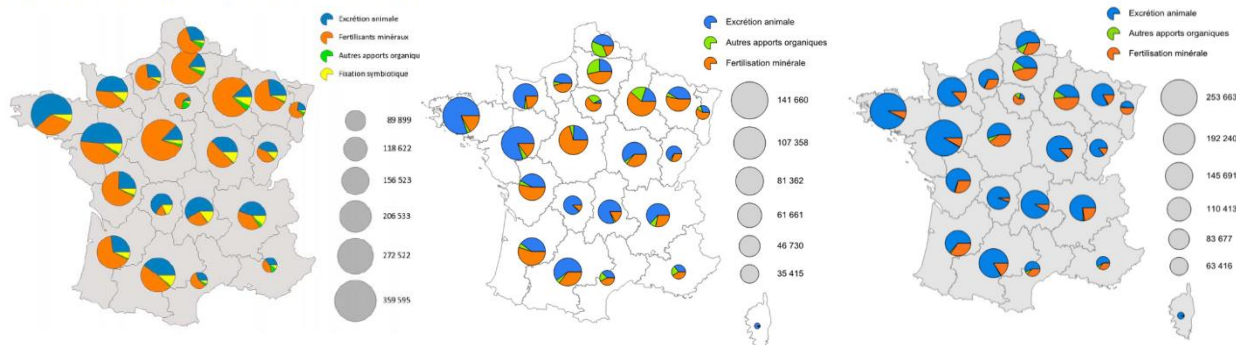 Excrétion animale
Fertilisants minéraux
Autres apports organiqu
Fixation symbiotique
89 899
118 622
156 523
206 533
272 522
359 595
Excrétion animale
Autres apports organiques
Fertilisation minérale
141 660
107 358
81 362
61 661
46 730
35 415
Excrétion animale
Autres apports organiques
Fertilisation minérale
253 663
192 240
145 691
110 413
83 677
63 416